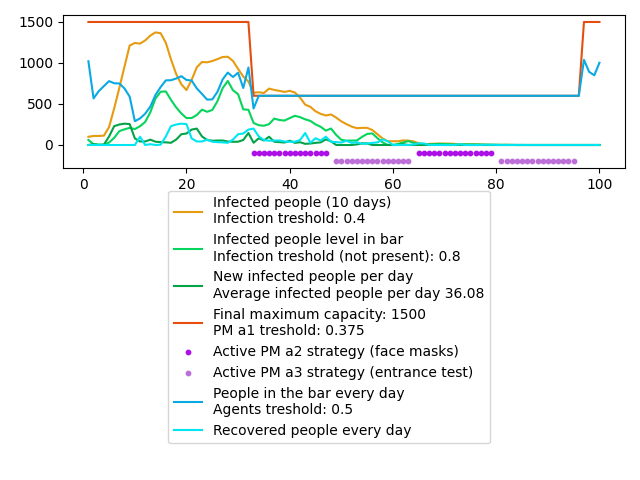 1500
1000
500
0
0
20
40
60
80
100
Infected people (10 days)
Infection treshold: 0.4
Infected people level in bar
Infection treshold (not present): 0.8
New infected people per day
Average infected people per day 36.08
Final maximum capacity: 1500
PM a1 treshold: 0.375
Active PM a2 strategy (face masks)
Active PM a3 strategy (entrance test)
People in the bar every day
Agents treshold: 0.5
Recovered people every day